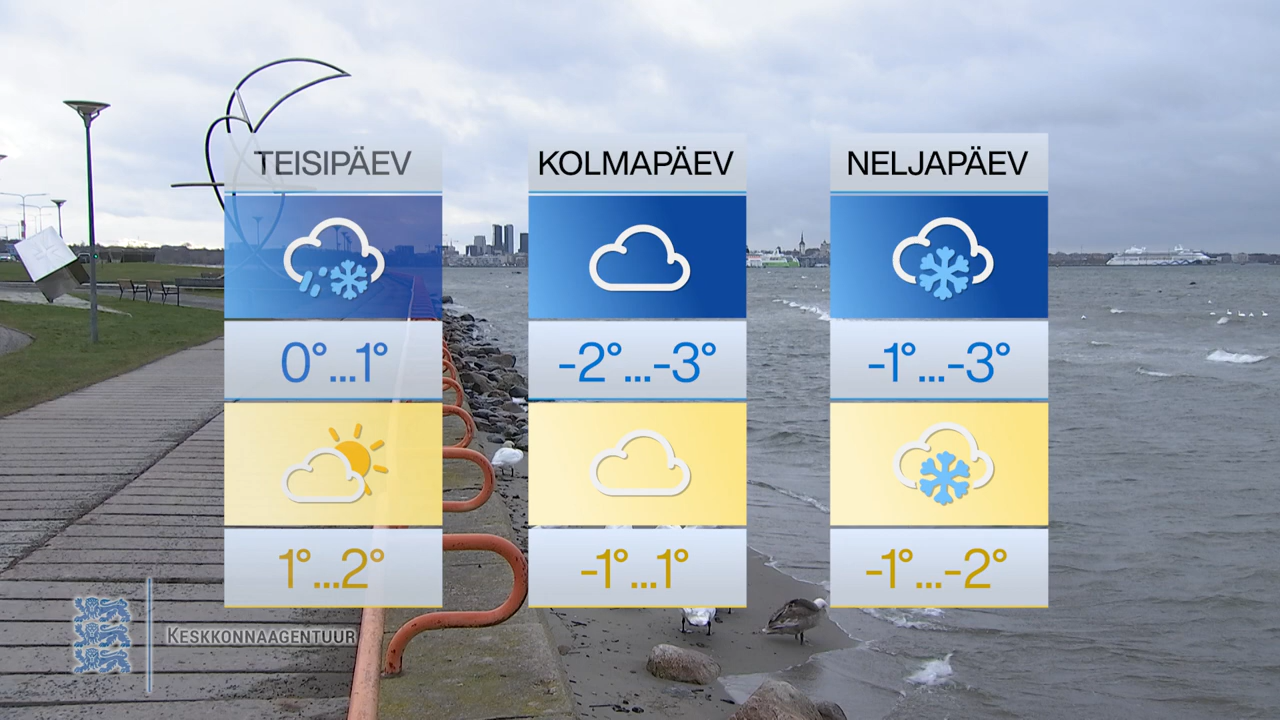 TEISIPÄEV
0°...1°
1°...2°
KOLMAPÄEV
-2°...-3°
-1°...1°
NELJAPÄEV
-1°...-3°
-1°...-2°
KESKKONNAAGENTUUR